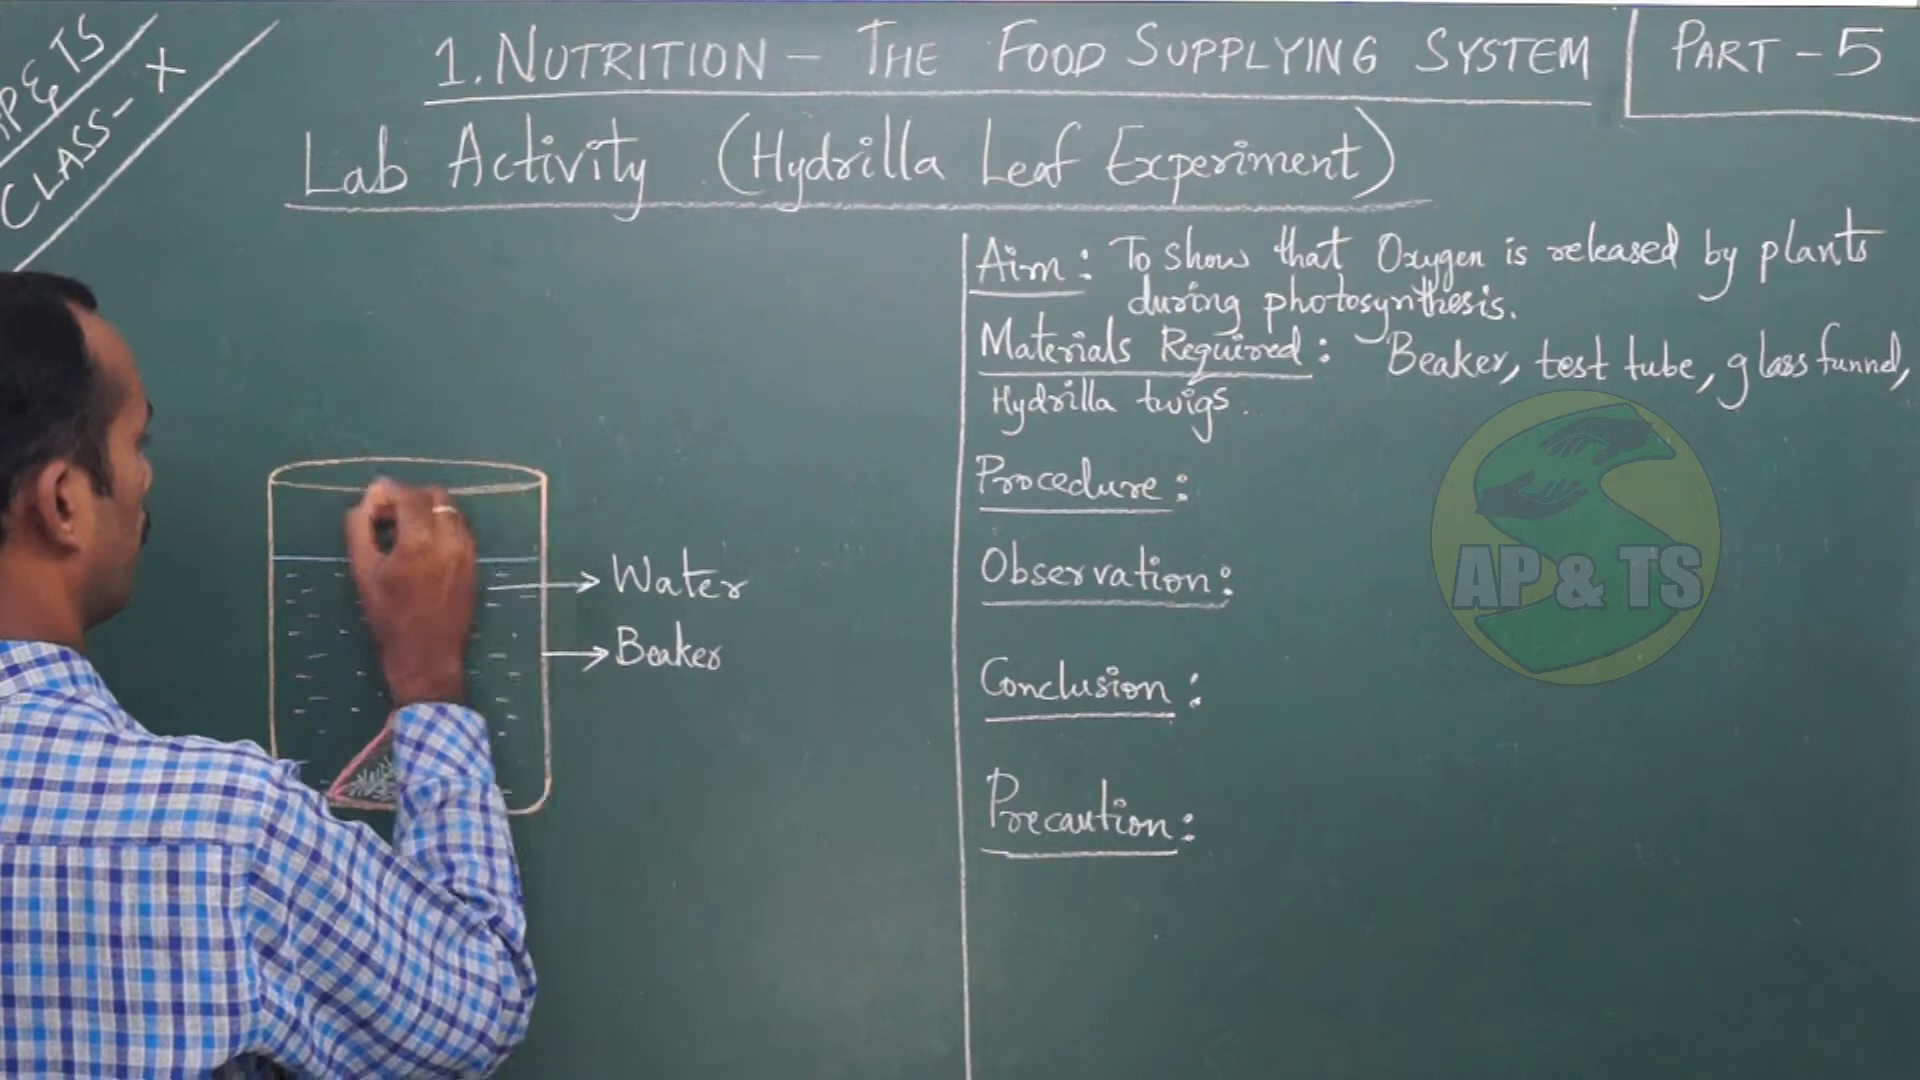 AP & TS
CLASS - X
1. NUTRITION – THE FOOD SUPPLYING SYSTEM
PART - 5
Lab Activity (Hydrilla Leaf Experiment)
Aim: To show that Oxygen is released by plants
during photosynthesis.
Materials Required: Beaker, test tube, glass funnel,
Hydrilla twigs.
Procedure:
Observation:
Conclusion:
Precaution:
Water
Beaker
AP & TS